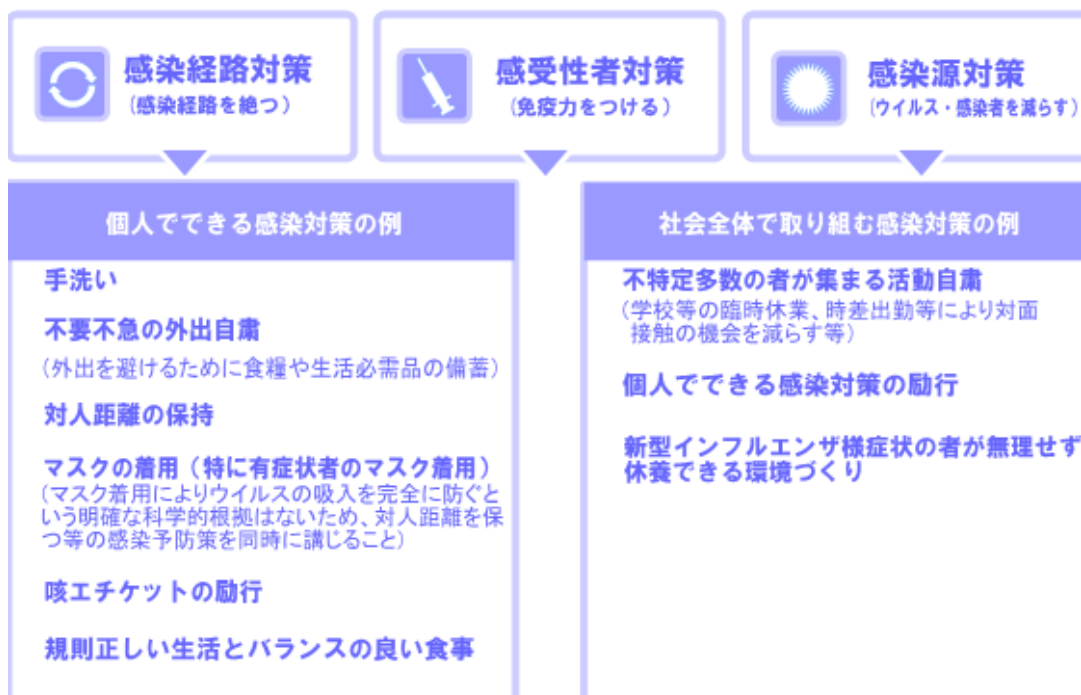 感染経路対策
（感染経路を絶つ）
感受性者対策
（免疫力をつける）
感染源対策
（ウイルス・感染者を減らす）
個人でできる感染対策の例
手洗い
不要不急の外出自粛
（外出を避けるために食糧や生活必需品の備蓄）
対人距離の保持
マスクの着用（特に有症状者のマスク着用）
（マスク着用によりウイルスの吸入を完全に防ぐと
いう明確な科学的根拠はないため、対人距離を保
つ等の感染予防策を同時に講じること）
咳エチケットの励行
規則正しい生活とバランスの良い食事
社会全体で取り組む感染対策の例
不特定多数の者が集まる活動自粛
（学校等の臨時休業、時差出勤等により対面
接触の機会を減らす等）
個人でできる感染対策の励行
新型インフルエンザ様症状の者が無理せず
休養できる環境づくり